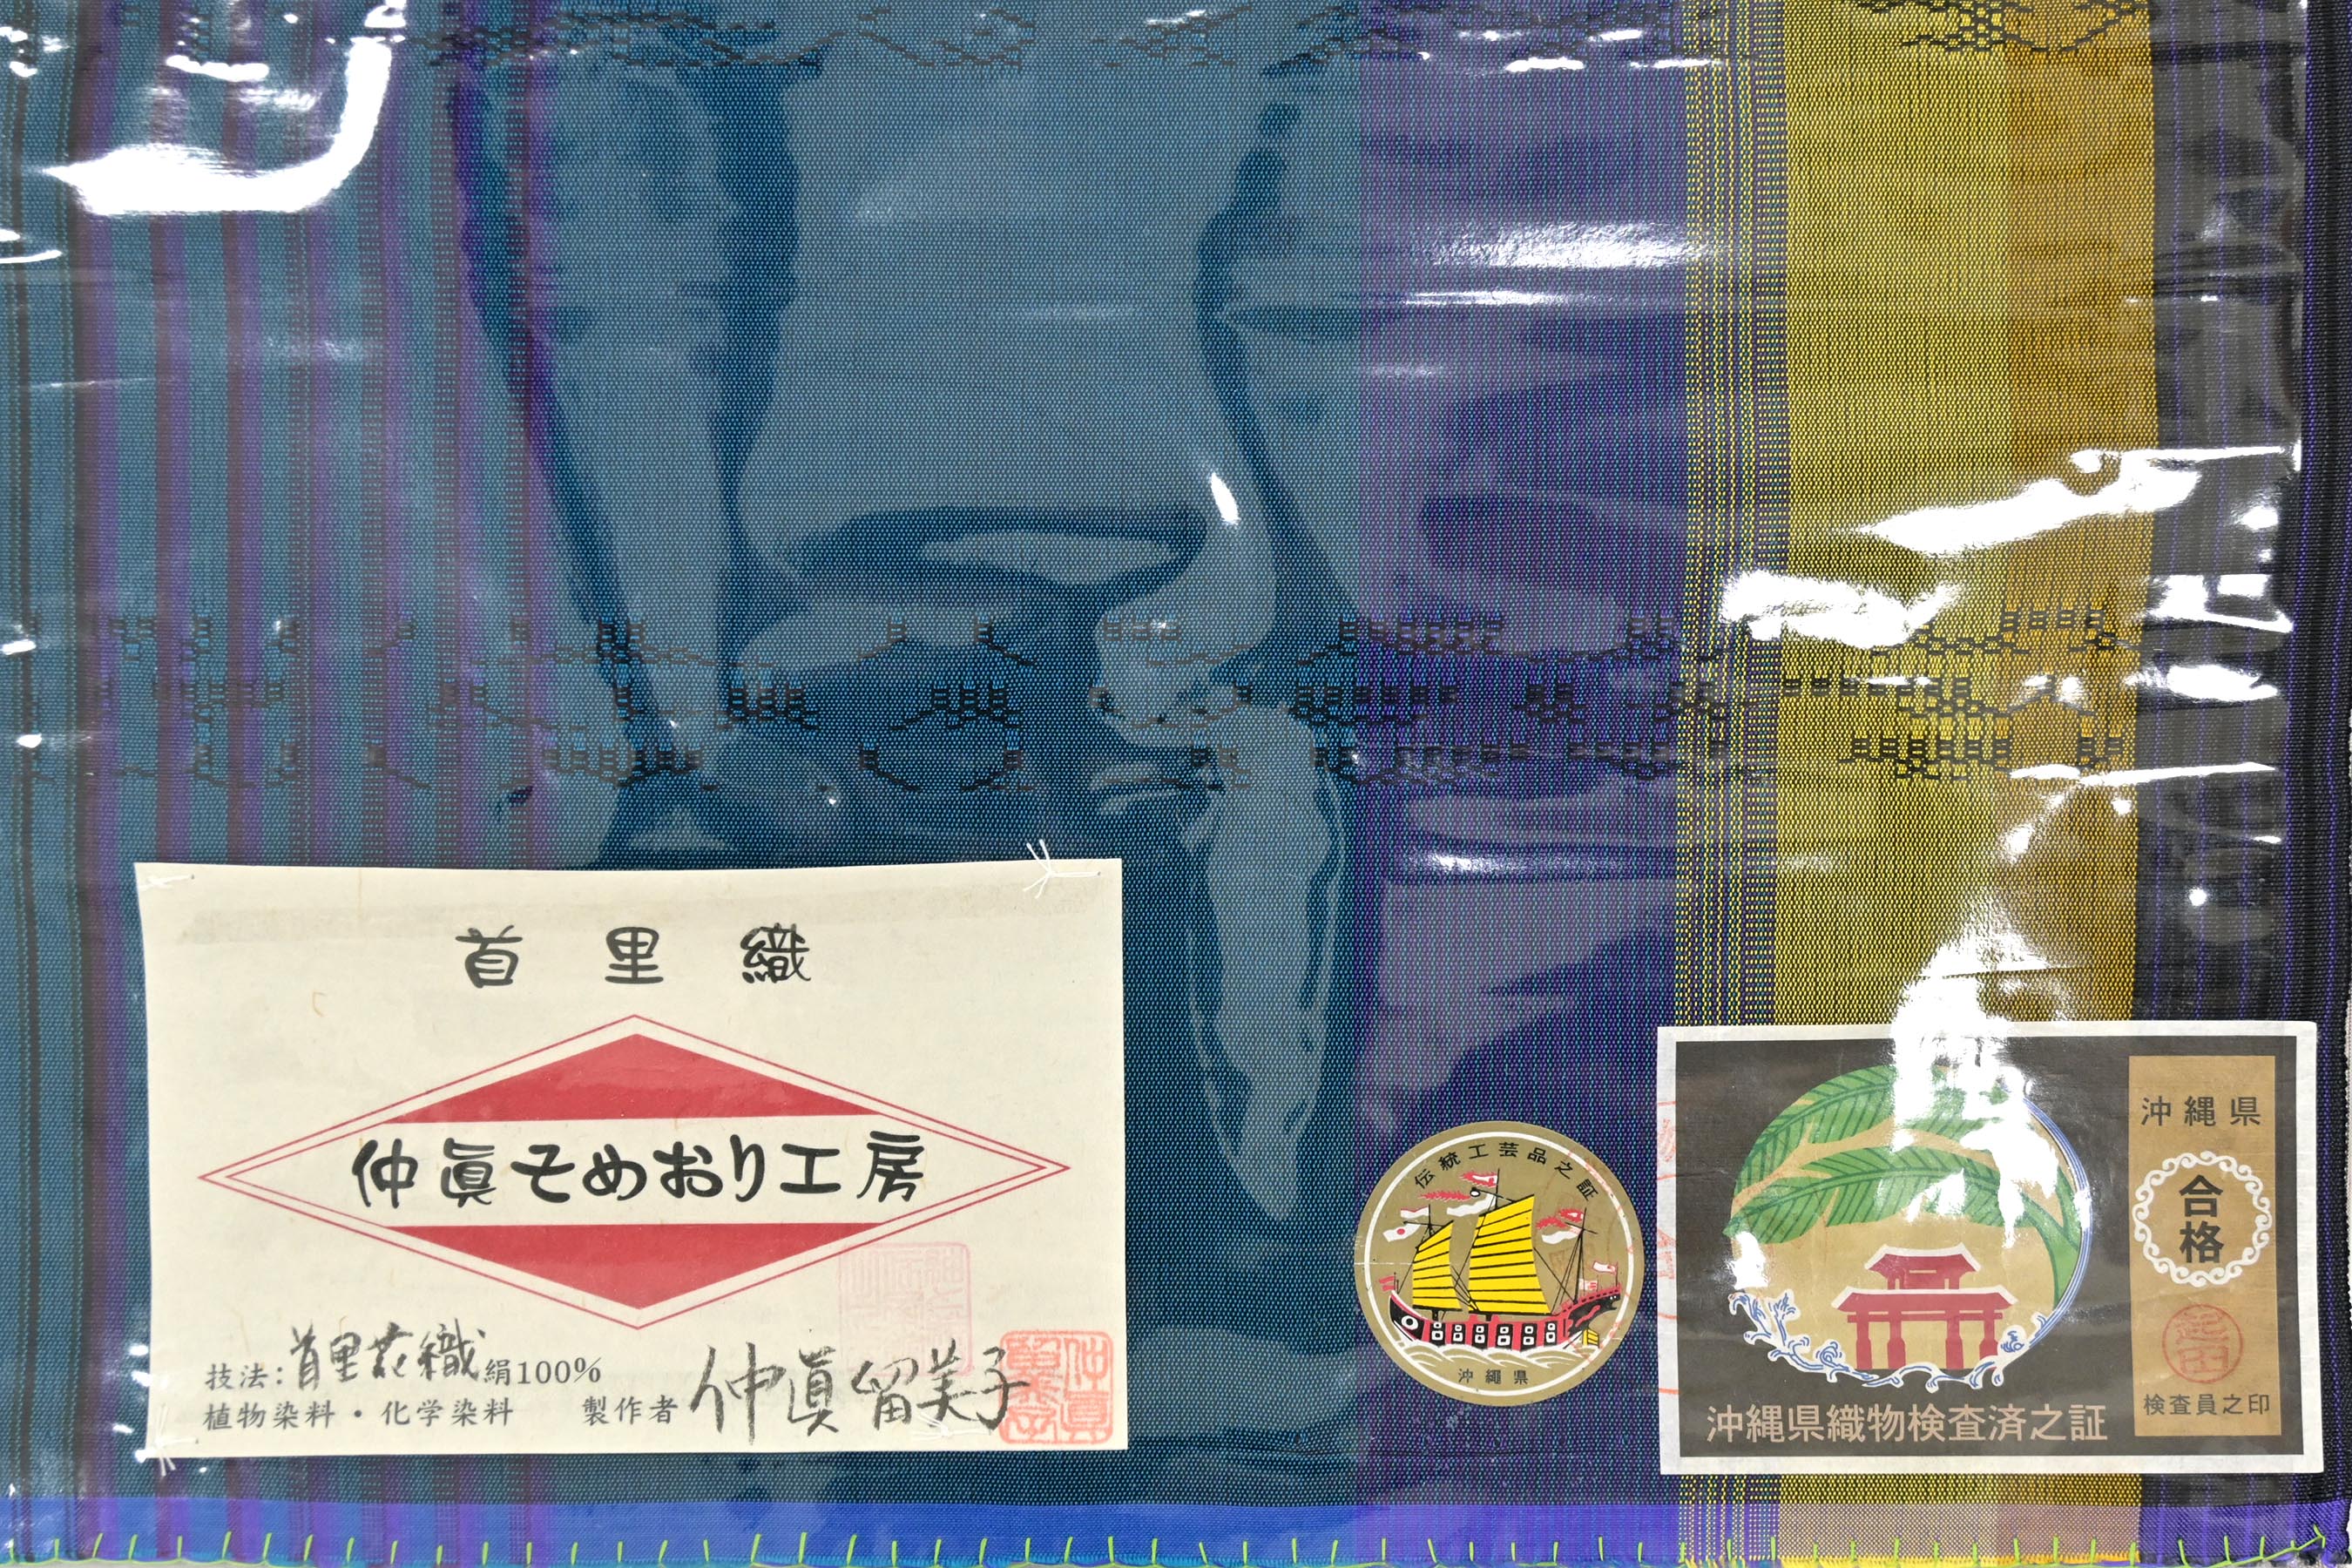 首里織
仲眞そめおり工房
技法：首里花織 絹100%
植物染料・化学染料　製作者 仲眞留美子
伝統工芸品之証
沖縄県
沖縄県
合格
検査員之印
沖縄県織物検査済之証